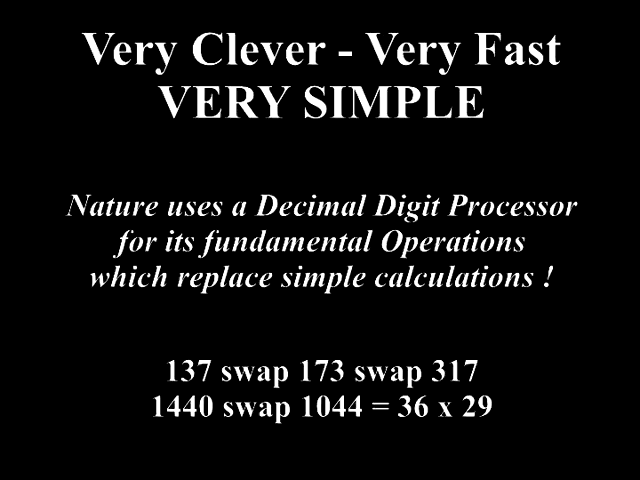 Very Clever - Very Fast
VERY SIMPLE
Nature uses a Decimal Digit Processor
for its fundamental Operations
which replace simple calculations !
137 swap 173 swap 317
1440 swap 1044 = 36 x 29